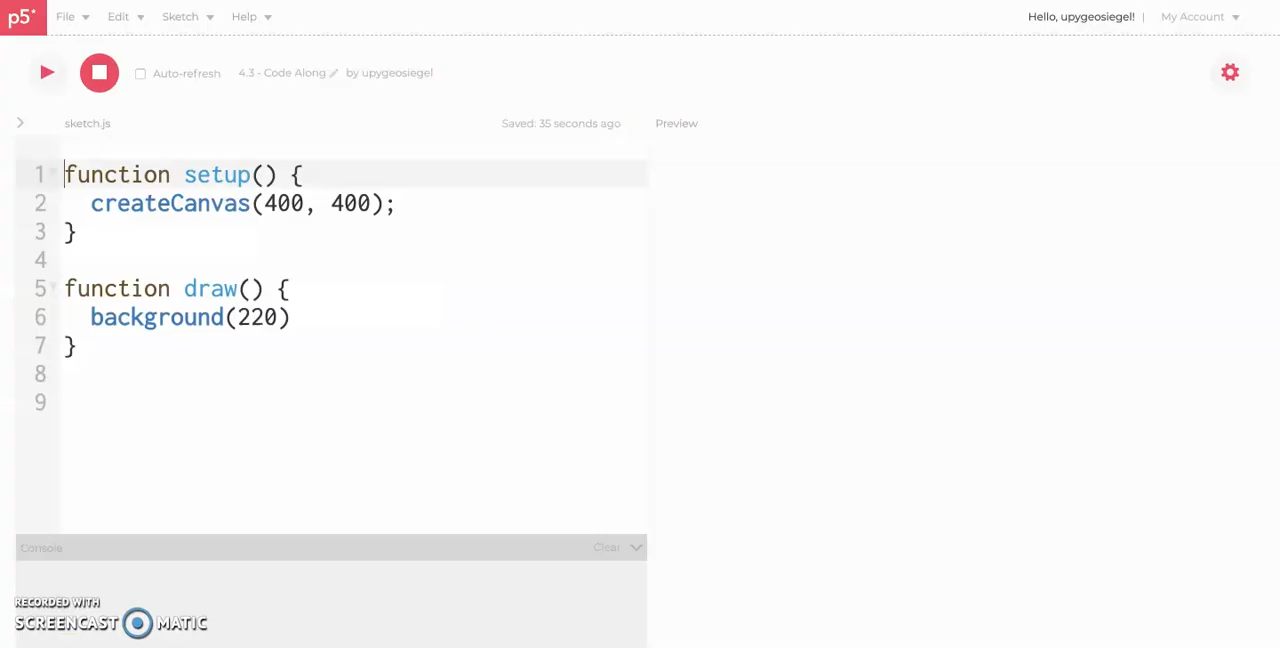 p5* File Edit Sketch Help Hello, upygeosiegel! | My Account
Auto-refresh 4.3 - Code Along by upygeosiegel
sketch.js Saved: 35 seconds ago Preview
1 function setup() {
2 createCanvas(400, 400);
3 }
4
5 function draw() {
6 background(220)
7 }
8
9
Console Clear
RECORDED WITH
SCREENCAST MATIC